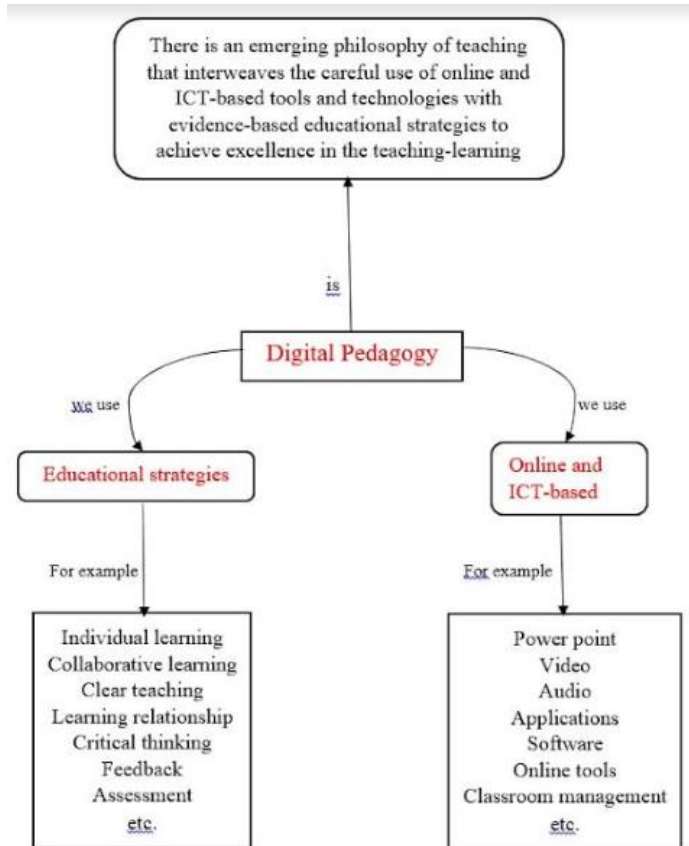 There is an emerging philosophy of teaching
that interweaves the careful use of online and
ICT-based tools and technologies with
evidence-based educational strategies to
achieve excellence in the teaching-learning
is
Digital Pedagogy
we use
we use
Educational strategies
Online and
ICT-based
For example
For example
Individual learning
Collaborative learning
Clear teaching
Learning relationship
Critical thinking
Feedback
Assessment
etc.
Power point
Video
Audio
Applications
Software
Online tools
Classroom management
etc.